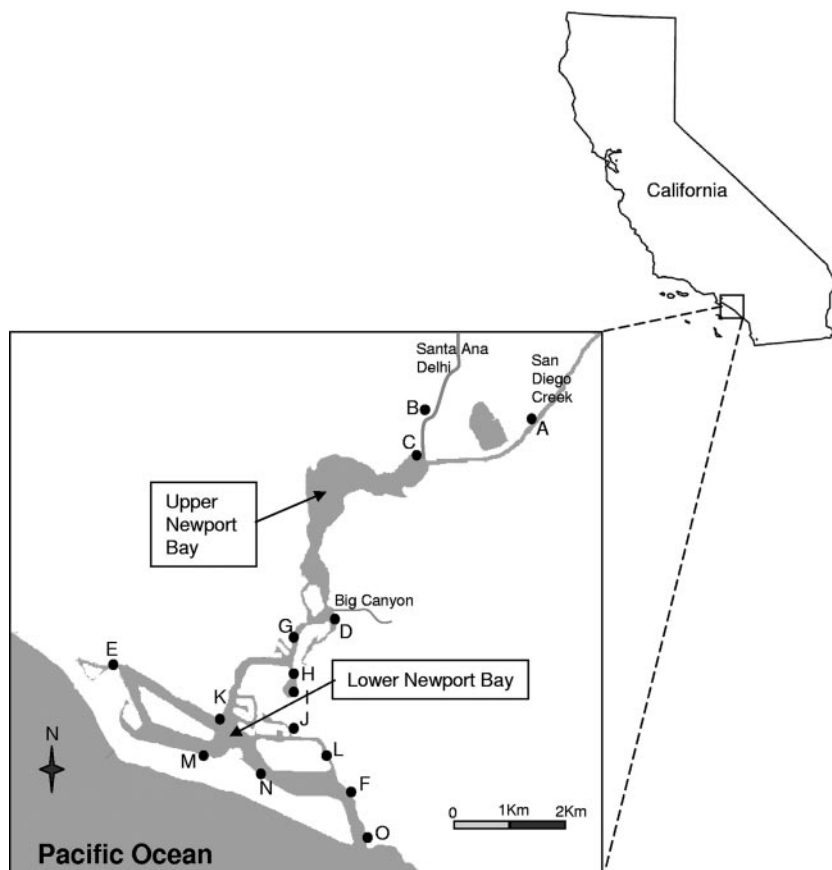 California
Santa Ana
Delhi
San
Diego
Creek
B
A
C
Upper
Newport
Bay
Big Canyon
G
D
E
H
Lower Newport Bay
I
K
J
N
M
L
N
F
0
1Km
2Km
O
Pacific Ocean